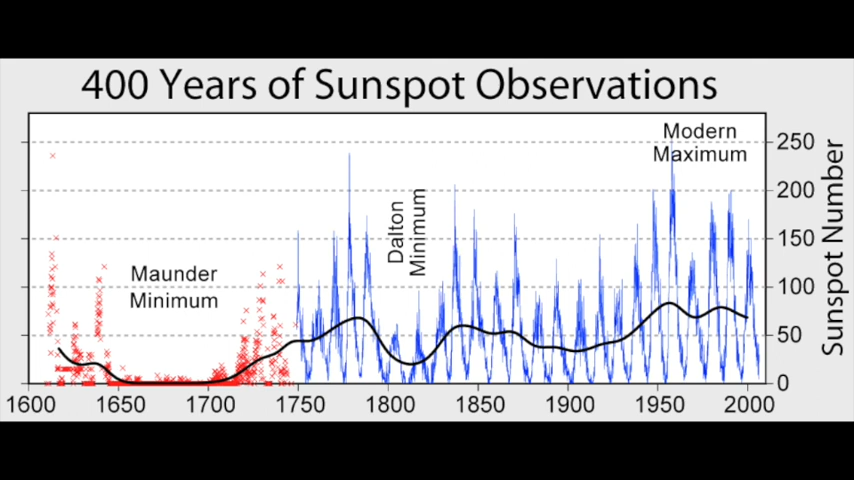 400 Years of Sunspot Observations
Modern
Maximum
Dalton
Minimum
Maunder
Minimum
250
200
150
100
50
0
Sunspot Number
1600 1650 1700 1750 1800 1850 1900 1950 2000